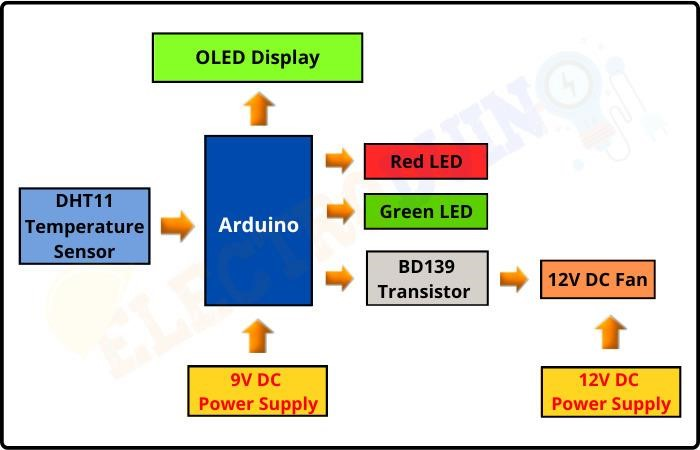 OLED Display
DHT11
Temperature
Sensor
Arduino
Red LED
Green LED
BD139
Transistor
12V DC Fan
9V DC
Power Supply
12V DC
Power Supply